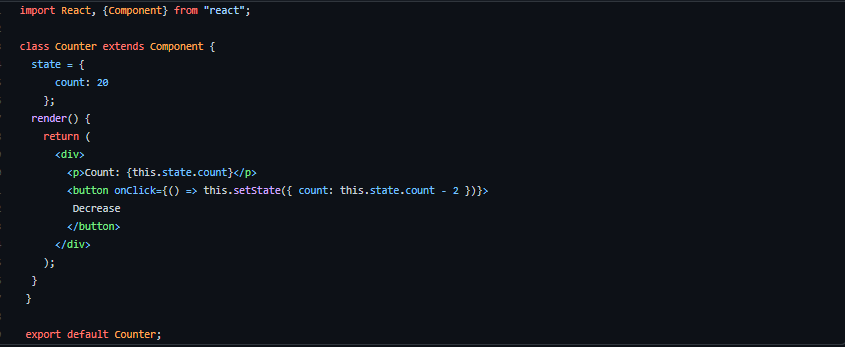 import React, {Component} from "react";
class Counter extends Component {
state = {
count: 20
};
render() {
return (
<div>
<p>Count: {this.state.count}</p>
<button onClick={() => this.setState({ count: this.state.count - 2 })}>
Decrease
</button>
</div>
);
}
}
export default Counter;